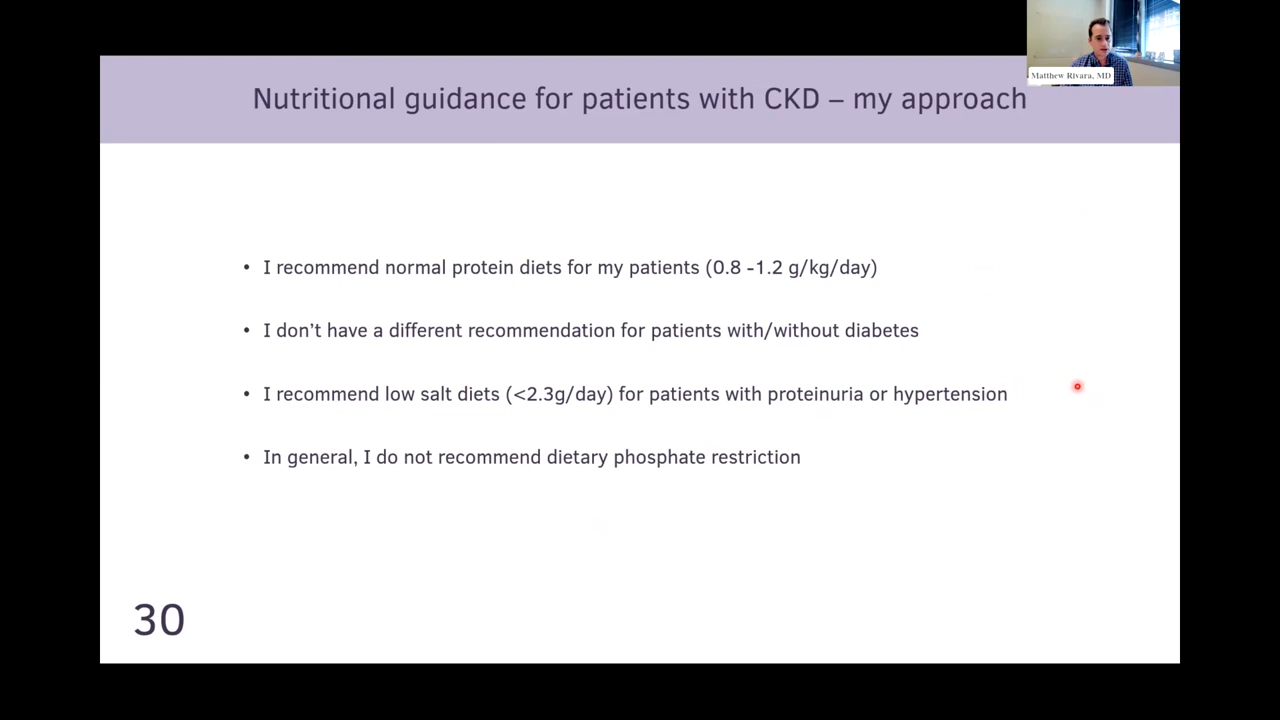 Matthew Rivara, MD
Nutritional guidance for patients with CKD – my approach
• I recommend normal protein diets for my patients (0.8 -1.2 g/kg/day)
• I don’t have a different recommendation for patients with/without diabetes
• I recommend low salt diets (<2.3g/day) for patients with proteinuria or hypertension
• In general, I do not recommend dietary phosphate restriction
30